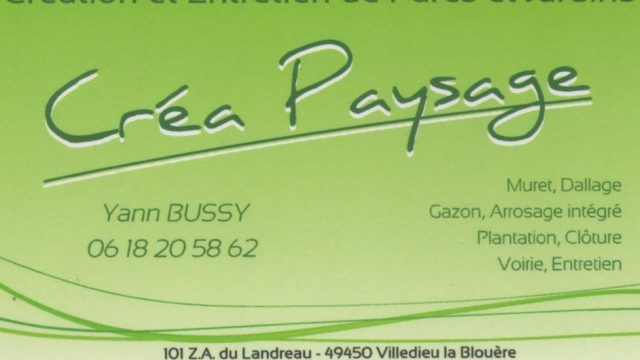 Création et Entretien de Parcs et Jardins
Créa Paysage
Muret, Dallage
Yann BUSSY
Gazon, Arrosage intégré
06 18 20 58 62
Plantation, Clôture
Voirie, Entretien
101 Z.A. du Landreau - 49450 Villedieu la Blouère